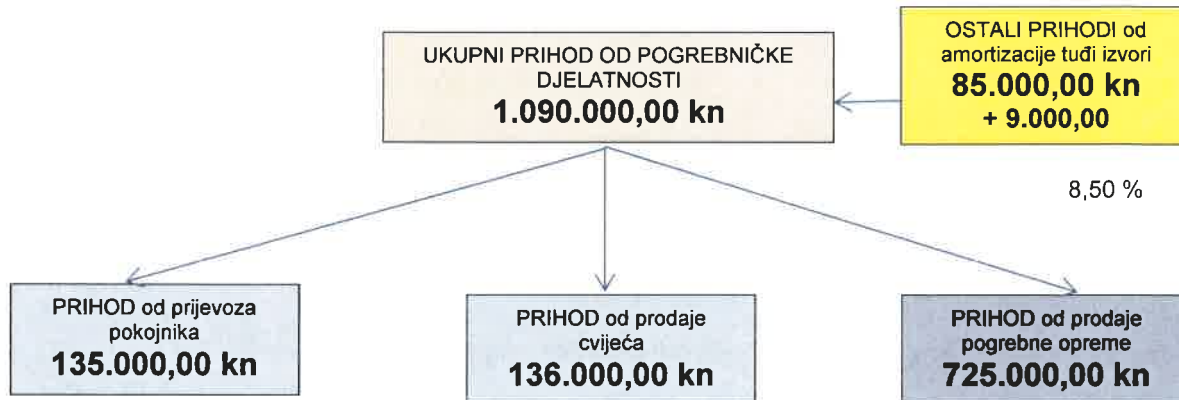 UKUPNI PRIHOD OD POGREBNIČKE
DJELATNOSTI
1.090.000,00 kn
OSTALI PRIHODI od
amortizacije tuđi izvori
85.000,00 kn
+ 9.000,00
8,50 %
PRIHOD od prijevoza
pokojnika
135.000,00 kn
PRIHOD od prodaje
cvijeća
136.000,00 kn
PRIHOD od prodaje
pogrebne opreme
725.000,00 kn